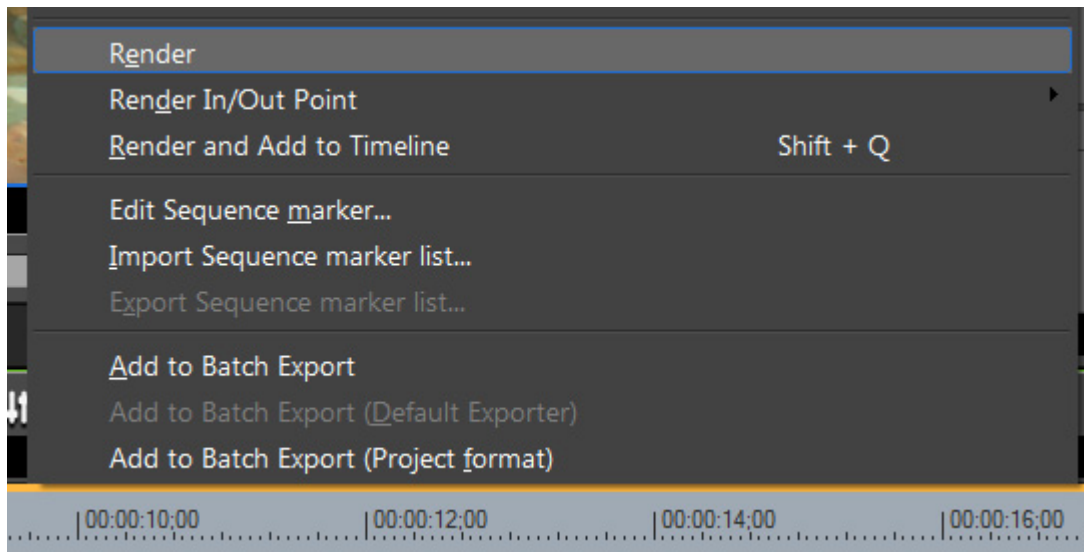 Render
Render In/Out Point
Render and Add to Timeline Shift + Q
Edit Sequence marker...
Import Sequence marker list...
Export Sequence marker list...
Add to Batch Export
Add to Batch Export (Default Exporter)
41
Add to Batch Export (Project format)
00:00:10;00 00:00:12;00 00:00:14;00 00:00:16;00